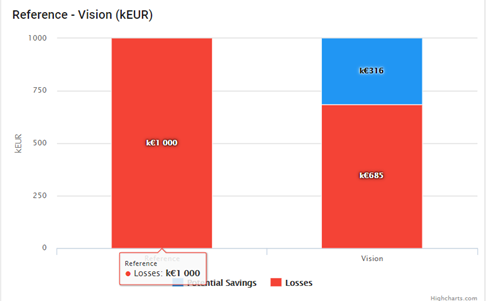 Reference - Vision (kEUR)
1000
750
500
250
0
kEUR
k€1 000
k€316
k€685
Reference
Vision
Reference
Losses: k€1 000
Potential Savings
Losses
Highcharts.com